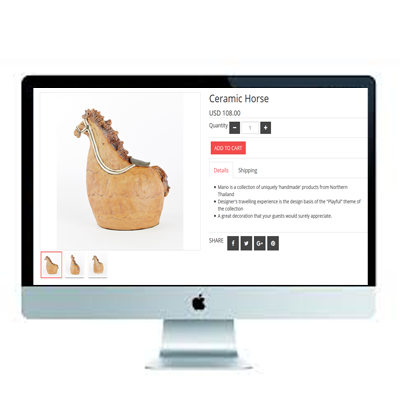 Ceramic Horse
USD 108.00
Quantity - 1 +
ADD TO CART
Details Shipping
Mano is a collection of uniquely 'handmade' products from Northern
Thailand
Designer's travelling experience is the design basis of the "Playful" theme of
the collection
A great decoration that your guests would surely appreciate.
SHARE